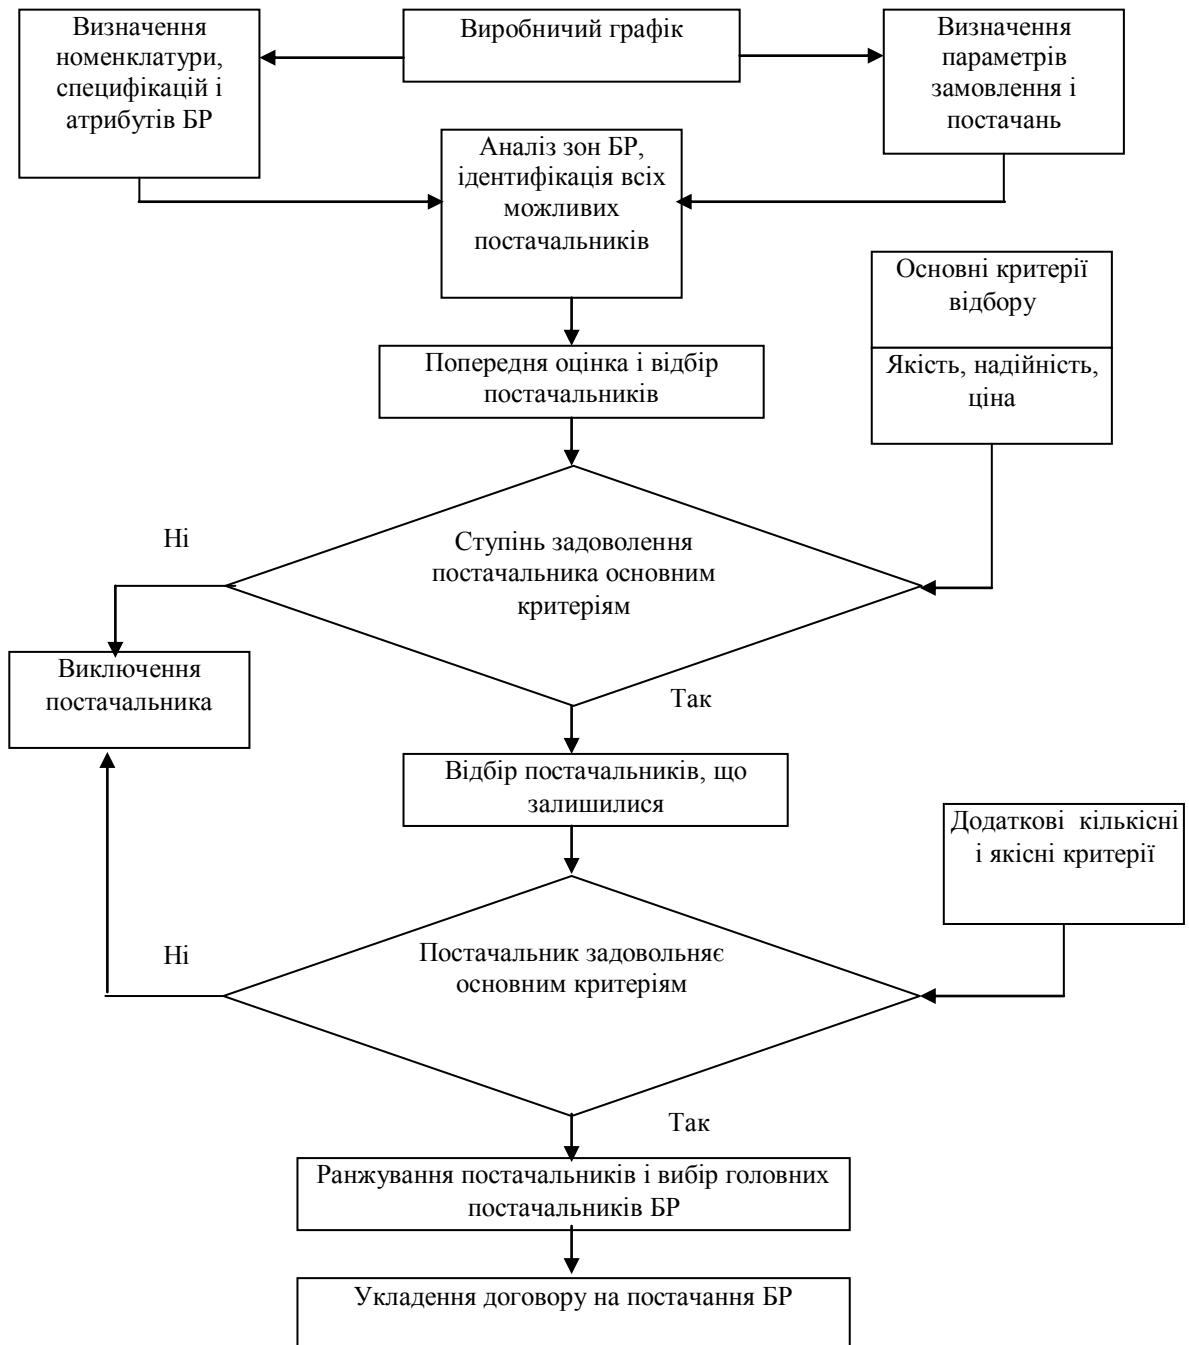 Визначення
номенклатури,
специфікацій і
атрибутів БР
Виробничий графік
Визначення
параметрів
замовлення і
постачань
Аналіз зон БР,
ідентифікація всіх
можливих
постачальників
Основні критерії
відбору
Якість, надійність,
ціна
Попередня оцінка і відбір
постачальників
Ні
Ступінь задоволення
постачальника основним
критеріям
Виключення
постачальника
Так
Відбір постачальників, що
залишилися
Додаткові кількісні
і якісні критерії
Ні
Постачальник задовольняє
основним критеріям
Так
Ранжування постачальників і вибір головних
постачальників БР
Укладення договору на постачання БР